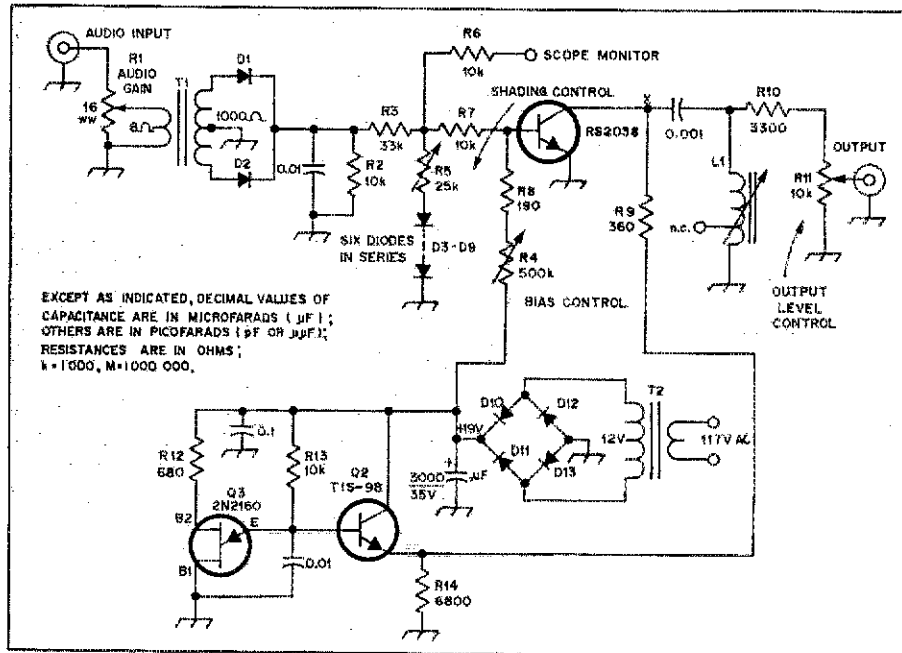 AUDIO INPUT
R1
AUDIO
GAIN
16
WW
8Ω
T1
D1
1000Ω
D2
0.01
R2
10k
R3
33k
R6
10k
SCOPE MONITOR
SHADING CONTROL
R7
10k
R5
25k
SIX DIODES
IN SERIES
D3-D9
RS2038
R8
190
R4
500k
BIAS CONTROL
X
0.001
R9
360
L1
n.c.
R10
3300
R11
10k
OUTPUT
OUTPUT
LEVEL
CONTROL
EXCEPT AS INDICATED, DECIMAL VALUES OF
CAPACITANCE ARE IN MICROFARADS (µF);
OTHERS ARE IN PICOFARADS (pF OR µµF);
RESISTANCES ARE IN OHMS;
k=1000, M=1000 000.
R12
680
0.1
R13
10k
Q3
2N2160
B2
E
B1
0.01
Q2
TIS-98
R14
6800
+19V
3000
35V
µF
D10
D12
D11
D13
12V
T2
117V AC